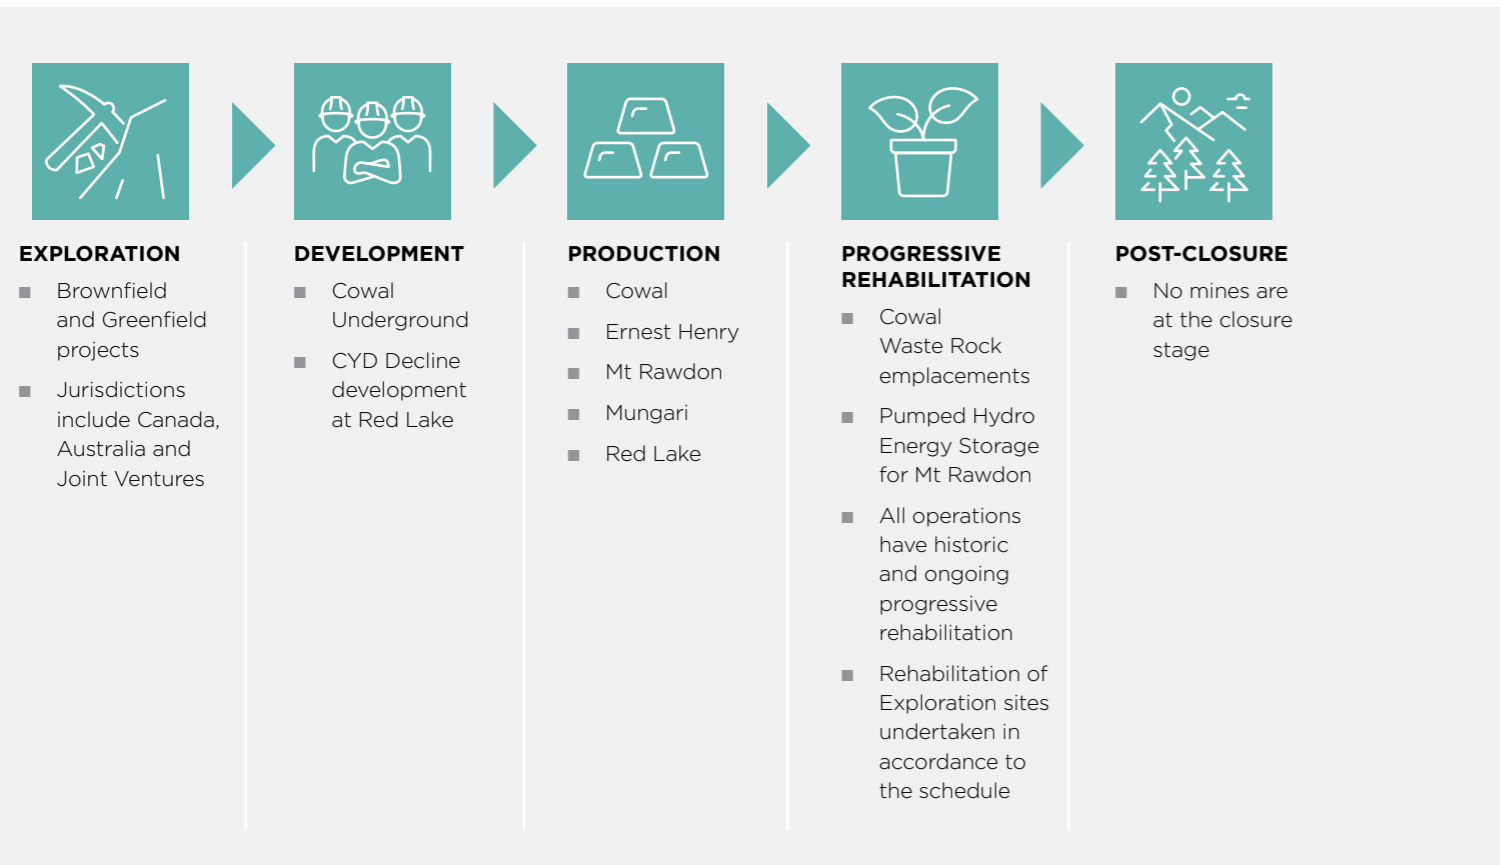 EXPLORATION
Brownfield
and Greenfield
projects
Jurisdictions
include Canada,
Australia and
Joint Ventures
DEVELOPMENT
Cowal
Underground
CYD Decline
development
at Red Lake
PRODUCTION
Cowal
Ernest Henry
Mt Rawdon
Mungari
Red Lake
PROGRESSIVE
REHABILITATION
Cowal
Waste Rock
emplacements
Pumped Hydro
Energy Storage
for Mt Rawdon
All operations
have historic
and ongoing
progressive
rehabilitation
Rehabilitation of
Exploration sites
undertaken in
accordance to
the schedule
POST-CLOSURE
No mines are
at the closure
stage